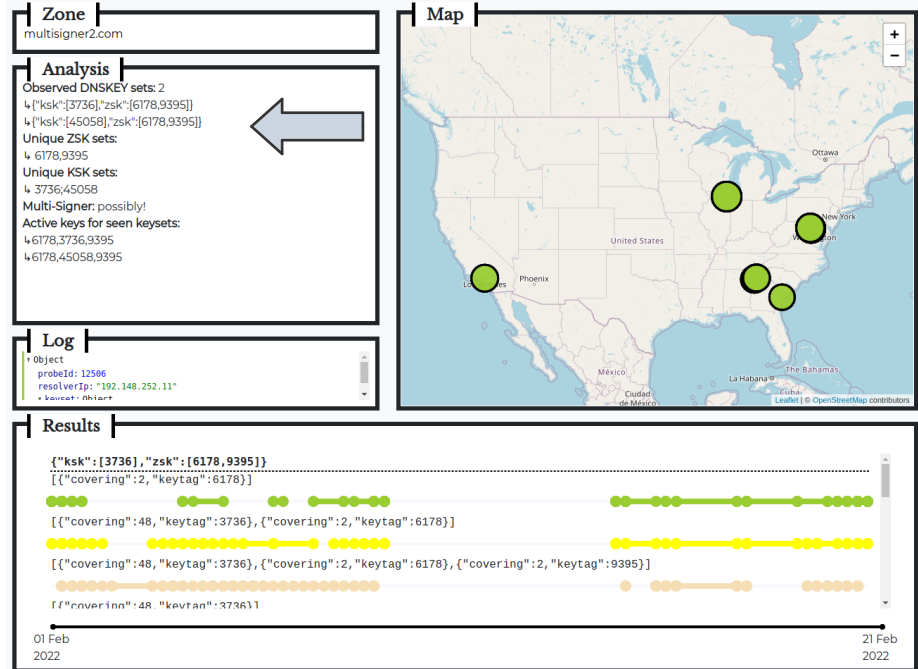 Zone
multisigner2.com
Analysis
Observed DNSKEY sets: 2
↳{"ksk":[3736],"zsk":[6178,9395]}
↳{"ksk":[45058],"zsk":[6178,9395]}
Unique ZSK sets:
↳ 6178,9395
Unique KSK sets:
↳ 3736;45058
Multi-Signer: possibly!
Active keys for seen keysets:
↳6178,3736,9395
↳6178,45058,9395
Log
Object
probeId: 12506
resolverIp: "192.148.252.11"
keyset: Object
Map
+
−
Ottawa
New York
United States
Phoenix
México
La Habana
The Bahamas
Ciudad
de México
Cuba
Leaflet | © OpenStreetMap contributors
Results
{"ksk":[3736],"zsk":[6178,9395]}
[{"covering":2,"keytag":6178}]
[{"covering":48,"keytag":3736},{"covering":2,"keytag":6178}]
[{"covering":48,"keytag":3736},{"covering":2,"keytag":6178},{"covering":2,"keytag":9395}]
[{"covering":48,"keytag":3736}]
01 Feb
2022
21 Feb
2022